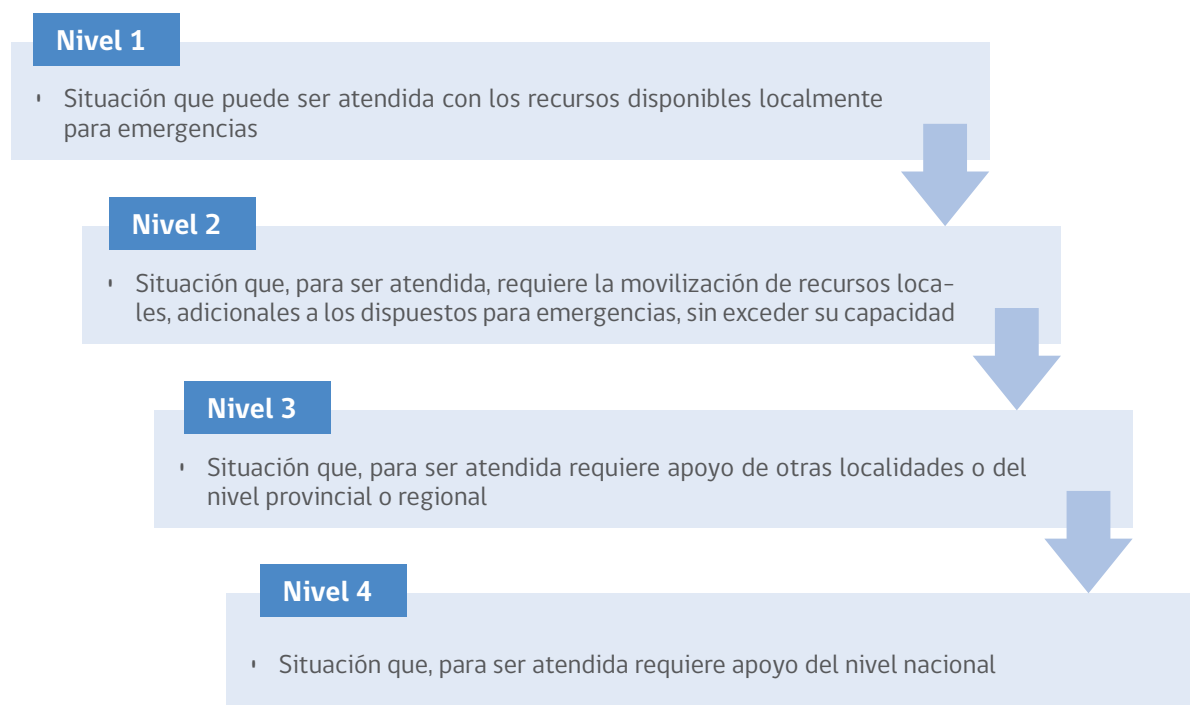 Nivel 1
Situación que puede ser atendida con los recursos disponibles localmente
para emergencias
Nivel 2
Situación que, para ser atendida, requiere la movilización de recursos loca-
les, adicionales a los dispuestos para emergencias, sin exceder su capacidad
Nivel 3
Situación que, para ser atendida requiere apoyo de otras localidades o del
nivel provincial o regional
Nivel 4
Situación que, para ser atendida requiere apoyo del nivel nacional